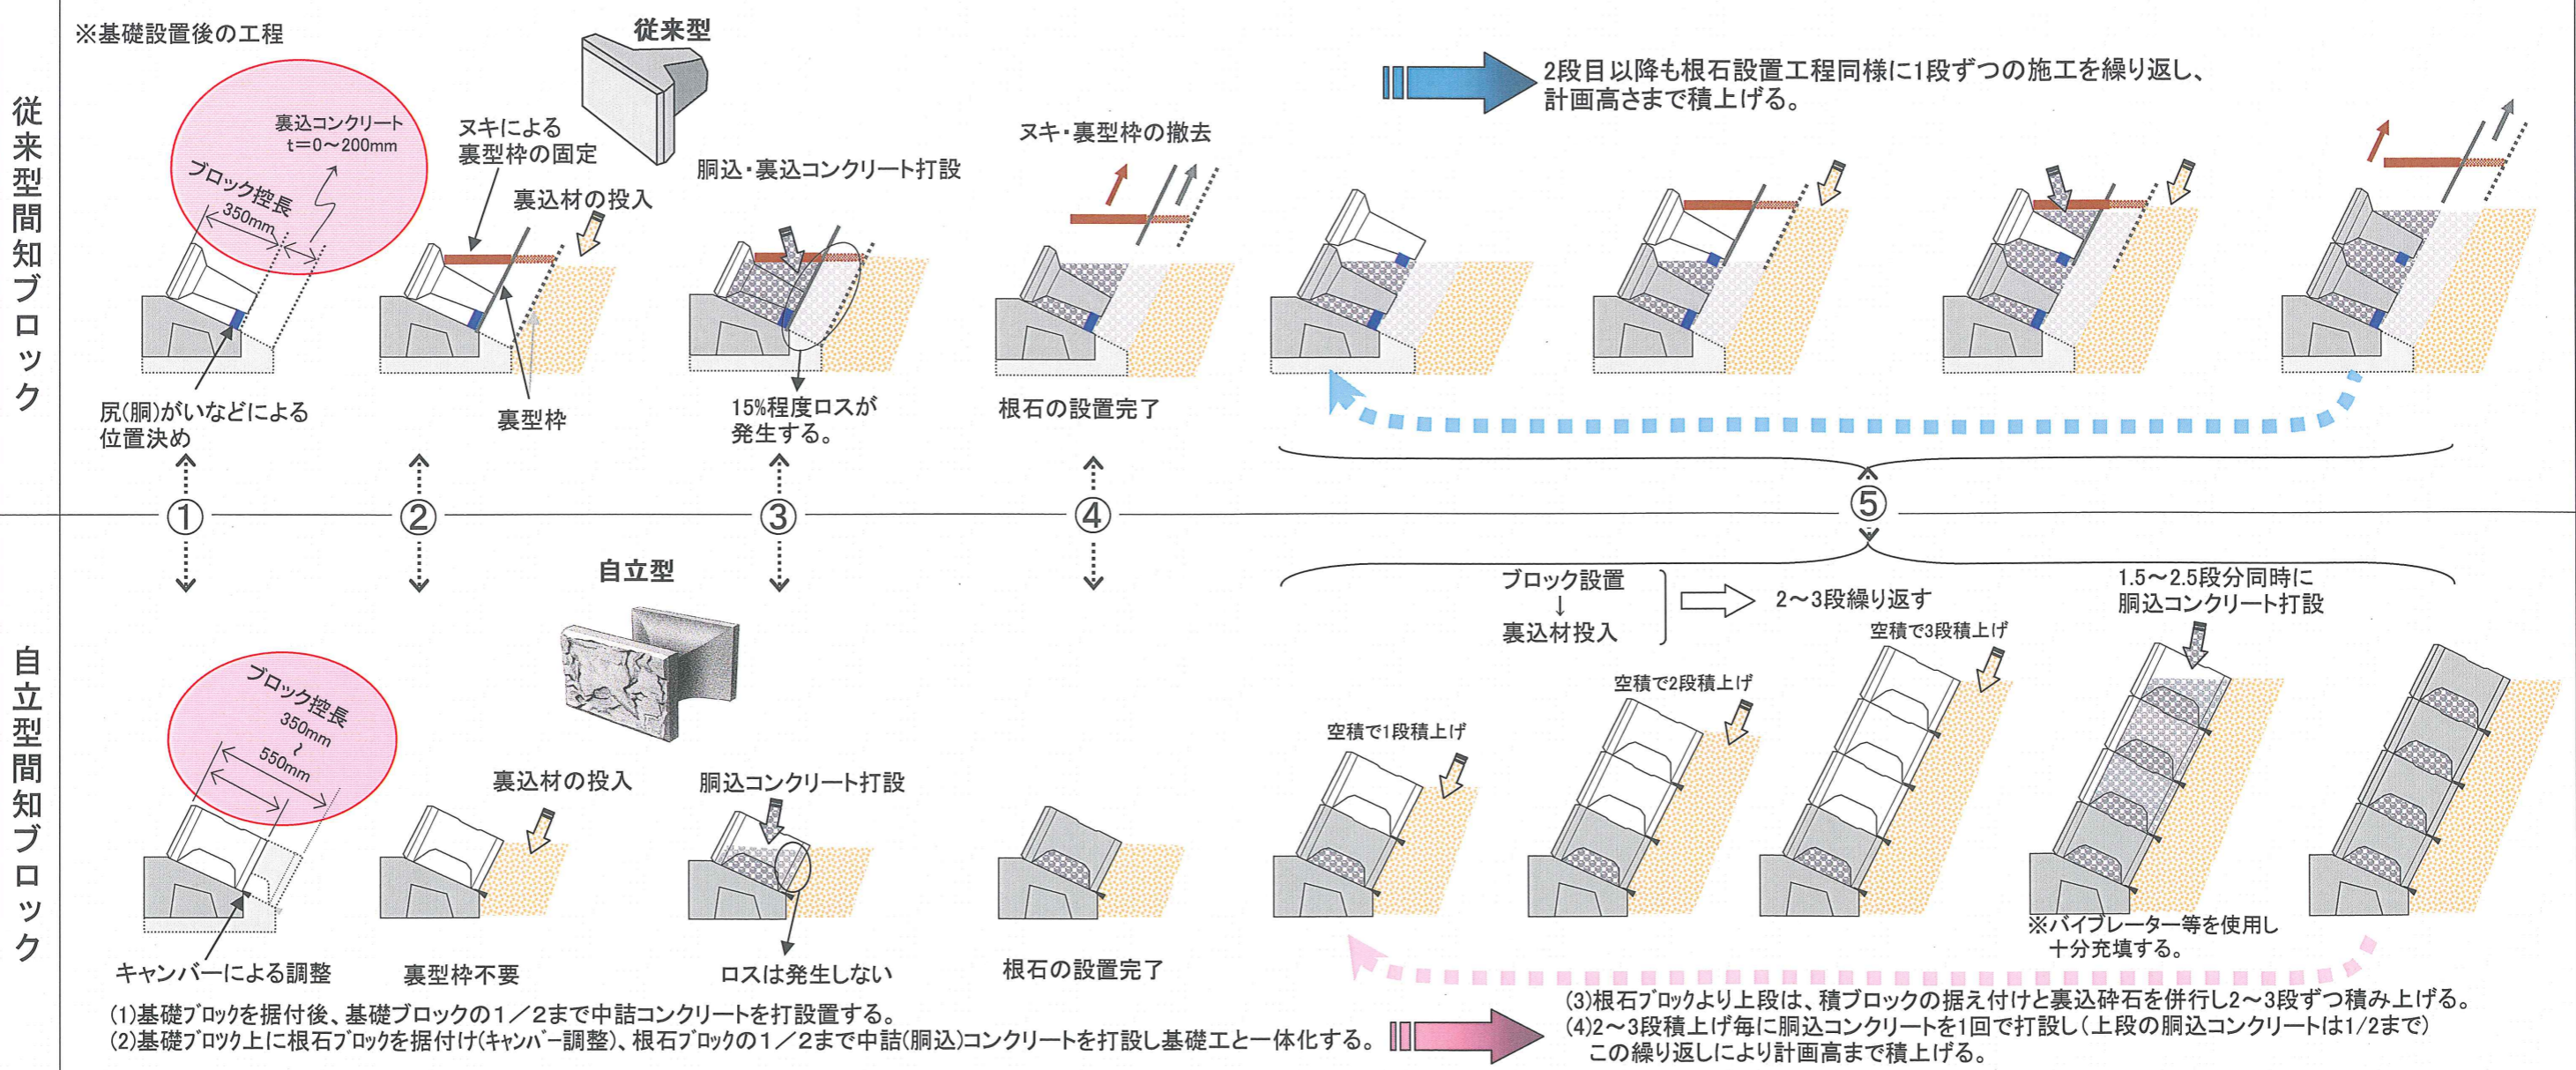 従来型間知ブロック
※基礎設置後の工程
従来型
裏込コンクリート
t=0～200mm
ブロック控長
350mm
尻(胴)がいなどによる
位置決め
ヌキによる
裏型枠の固定
裏込材の投入
裏型枠
胴込・裏込コンクリート打設
15%程度ロスが
発生する。
ヌキ・裏型枠の撤去
根石の設置完了
2段目以降も根石設置工程同様に1段ずつの施工を繰り返し、
計画高さまで積上げる。
①
②
③
④
⑤
自立型間知ブロック
自立型
ブロック控長
350mm
～
550mm
キャンバーによる調整
裏込材の投入
裏型枠不要
胴込コンクリート打設
ロスは発生しない
根石の設置完了
ブロック設置
↓
裏込材投入
2～3段繰り返す
空積で1段積上げ
空積で2段積上げ
空積で3段積上げ
1.5～2.5段分同時に
胴込コンクリート打設
※バイブレーター等を使用し
十分充填する。
(1)基礎ブロックを据付後、基礎ブロックの1／2まで中詰コンクリートを打設置する。
(2)基礎ブロック上に根石ブロックを据付け(キャンバー調整)、根石ブロックの1／2まで中詰(胴込)コンクリートを打設し基礎工と一体化する。
(3)根石ブロックより上段は、積ブロックの据え付けと裏込砕石を併行し2～3段ずつ積み上げる。
(4)2～3段積上げ毎に胴込コンクリートを1回で打設し(上段の胴込コンクリートは1/2まで)
この繰り返しにより計画高まで積上げる。